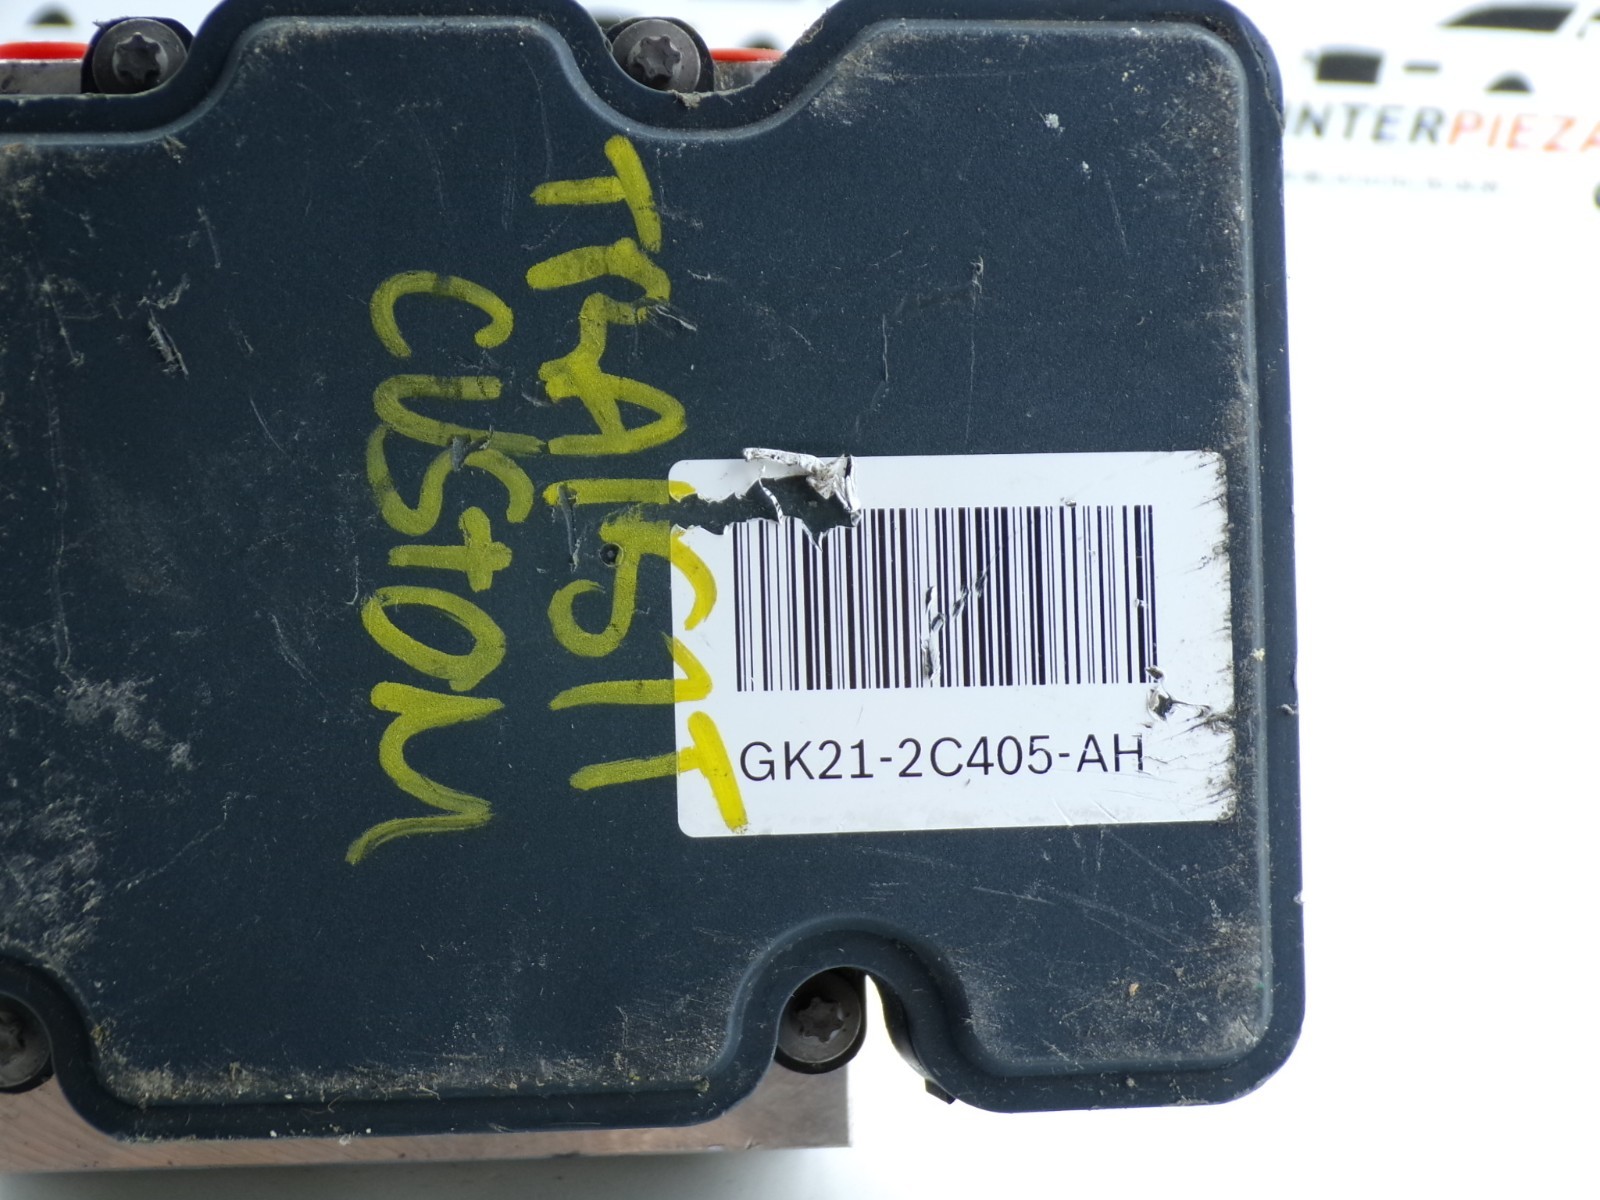 INTERPIEZA
TRANSIT
CUSTOM
GK21-2C405-AH